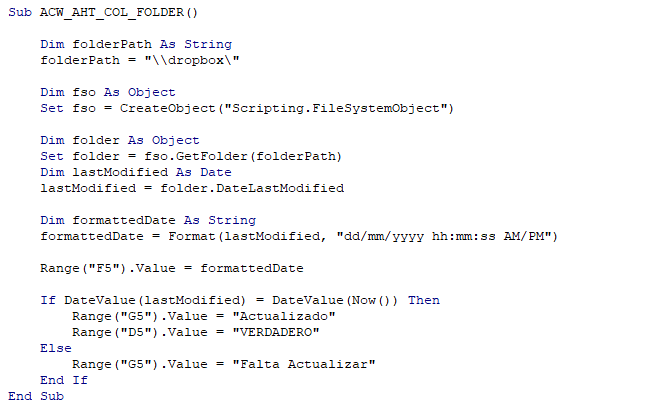 Sub ACW_AHT_COL_FOLDER()
Dim folderPath As String
folderPath = "\\dropbox\"
Dim fso As Object
Set fso = CreateObject("Scripting.FileSystemObject")
Dim folder As Object
Set folder = fso.GetFolder(folderPath)
Dim lastModified As Date
lastModified = folder.DateLastModified
Dim formattedDate As String
formattedDate = Format(lastModified, "dd/mm/yyyy hh:mm:ss AM/PM")
Range("F5").Value = formattedDate
If DateValue(lastModified) = DateValue(Now()) Then
Range("G5").Value = "Actualizado"
Range("D5").Value = "VERDADERO"
Else
Range("G5").Value = "Falta Actualizar"
End If
End Sub